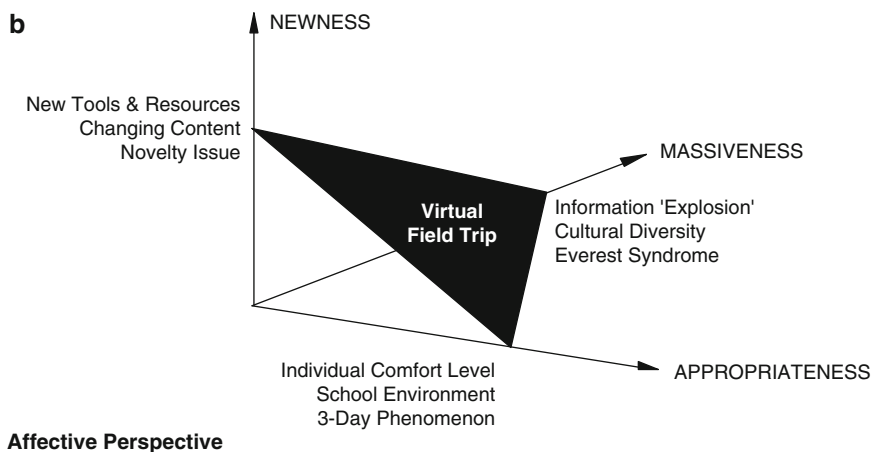 b
NEWNESS
New Tools & Resources
Changing Content
Novelty Issue
MASSIVENESS
Virtual
Field Trip
Information 'Explosion'
Cultural Diversity
Everest Syndrome
Individual Comfort Level
School Environment
3-Day Phenomenon
APPROPRIATENESS
Affective Perspective